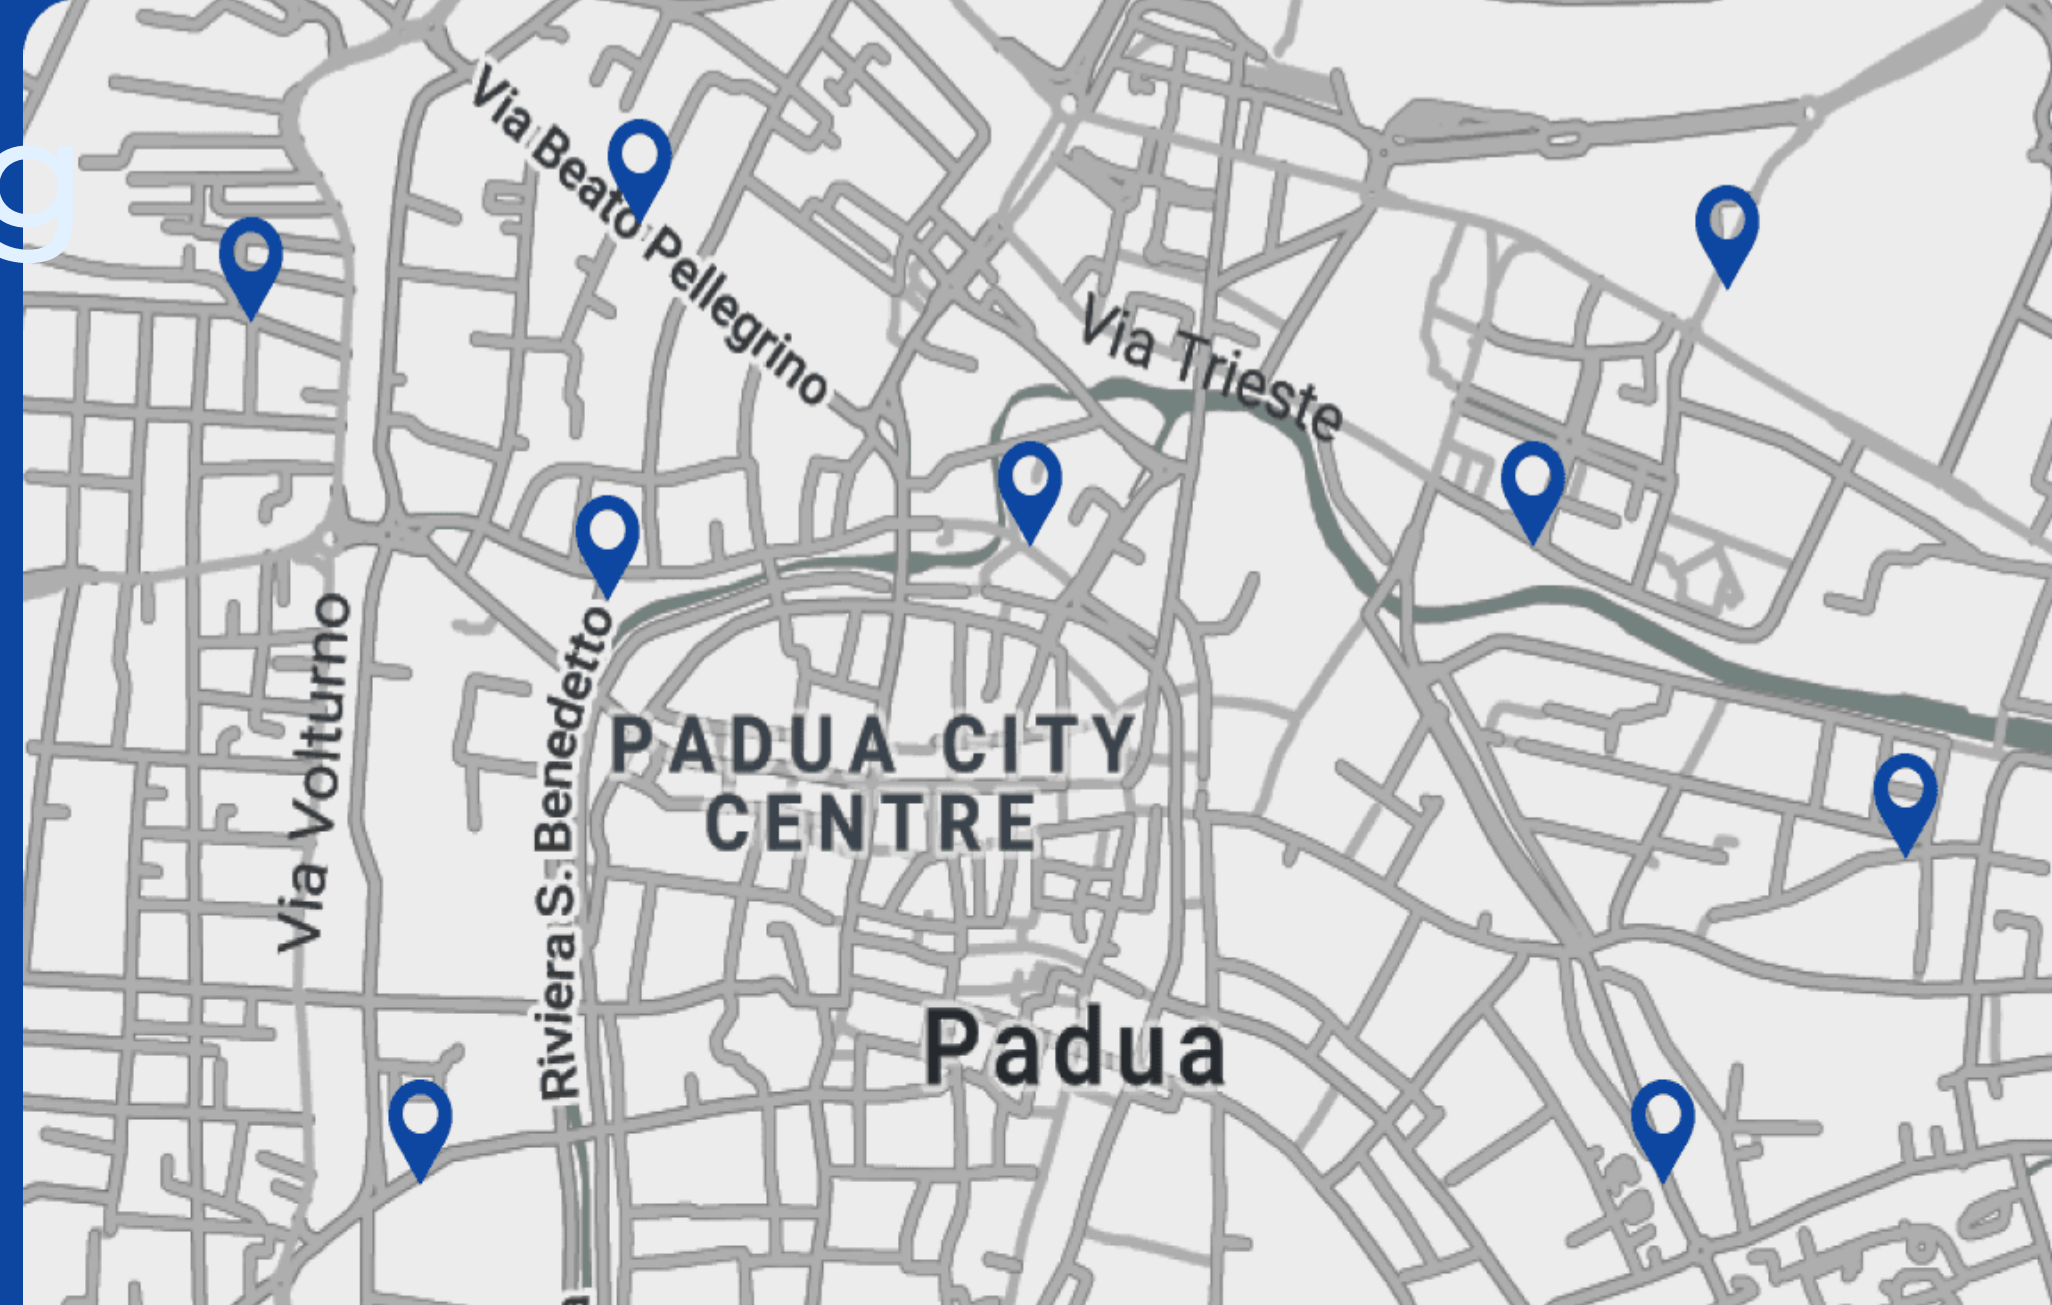 g
Via Beato Pellegrino
Via Trieste
Via Volturno
Riviera S. Benedetto
PADUA CITY
CENTRE
Padua
a